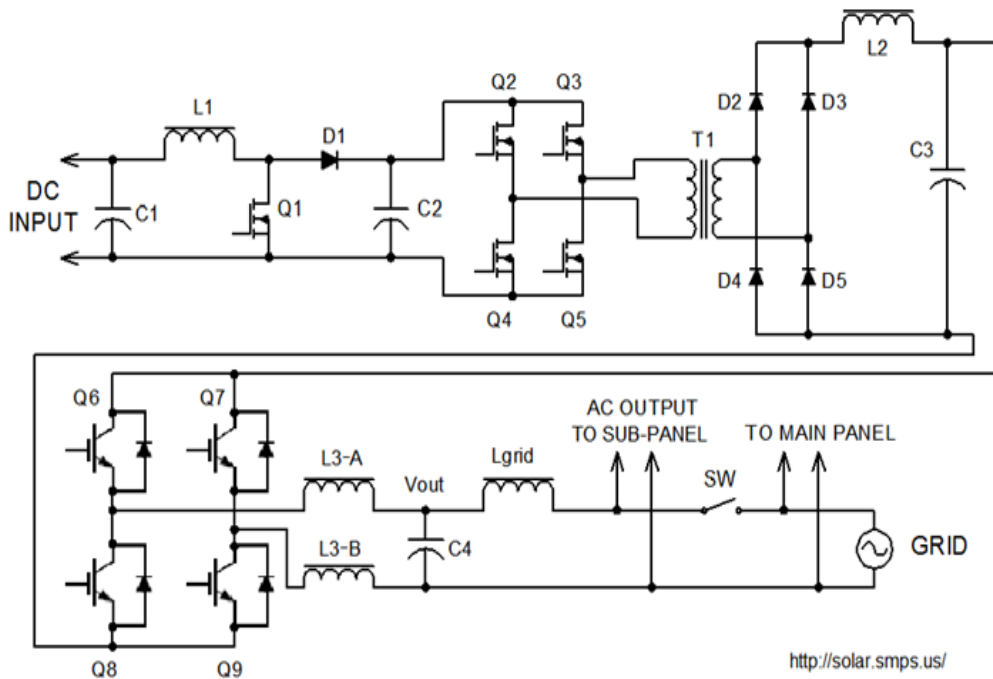 L2
Q2 Q3
D2 D3
L1
D1
T1
C3
DC
INPUT
C1
Q1
C2
D4 D5
Q4 Q5
Q6 Q7
AC OUTPUT
TO SUB-PANEL
TO MAIN PANEL
L3-A
Lgrid
Vout
SW
C4
GRID
L3-B
Q8 Q9
http://solar.smps.us/